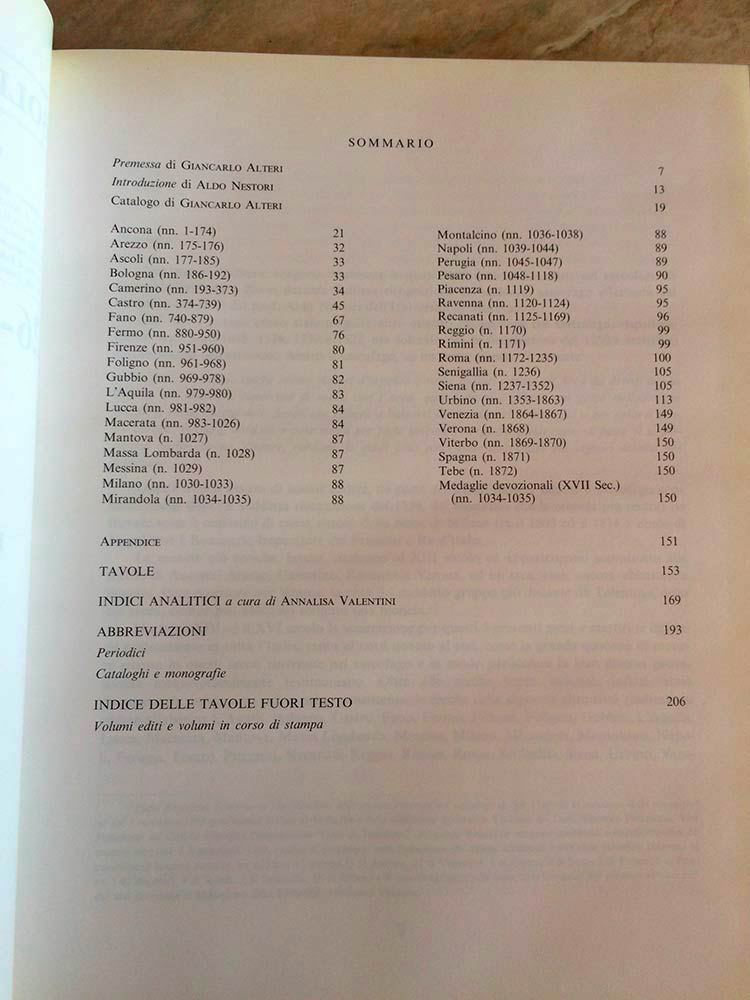 SOMMARIO
Premessa di GIANCARLO ALTERI 7
Introduzione di ALDO NESTORI 13
Catalogo di GIANCARLO ALTERI 19
Ancona (nn. 1-174) 21
Arezzo (nn. 175-176) 32
Ascoli (nn. 177-185) 33
Bologna (nn. 186-192) 33
Camerino (nn. 193-373) 34
Castro (nn. 374-739) 45
Fano (nn. 740-879) 67
Fermo (nn. 880-950) 76
Firenze (nn. 951-960) 80
Foligno (nn. 961-968) 81
Gubbio (nn. 969-978) 82
L'Aquila (nn. 979-980) 83
Lucca (nn. 981-982) 84
Macerata (nn. 983-1026) 84
Mantova (n. 1027) 87
Massa Lombarda (n. 1028) 87
Messina (n. 1029) 87
Milano (nn. 1030-1033) 88
Mirandola (nn. 1034-1035) 88
Montalcino (nn. 1036-1038) 88
Napoli (nn. 1039-1044) 89
Perugia (nn. 1045-1047) 89
Pesaro (nn. 1048-1118) 90
Piacenza (n. 1119) 95
Ravenna (nn. 1120-1124) 95
Recanati (nn. 1125-1169) 96
Reggio (n. 1170) 99
Rimini (n. 1171) 99
Roma (nn. 1172-1235) 100
Senigallia (n. 1236) 105
Siena (nn. 1237-1352) 105
Urbino (nn. 1353-1863) 113
Venezia (nn. 1864-1867) 149
Verona (n. 1868) 149
Viterbo (nn. 1869-1870) 150
Spagna (n. 1871) 150
Tebe (n. 1872) 150
Medaglie devozionali (XVII Sec.)
(nn. 1034-1035) 150
APPENDICE 151
TAVOLE 153
INDICI ANALITICI a cura di ANNALISA VALENTINI 169
ABBREVIAZIONI 193
Periodici
Cataloghi e monografie
INDICE DELLE TAVOLE FUORI TESTO 206
Volumi editi e volumi in corso di stampa